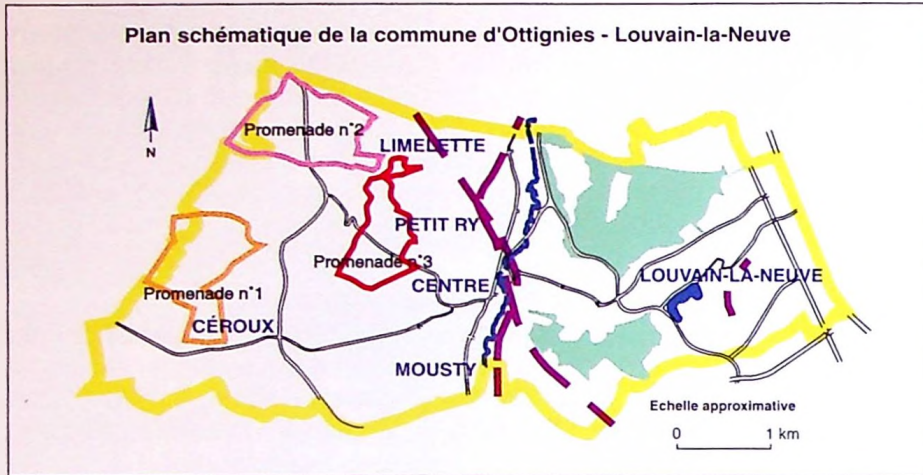 Plan schématique de la commune d'Ottignies - Louvain-la-Neuve
N
Promenade n°2
LIMELETTE
PETIT RY
Promenade n°3
CENTRE
LOUVAIN-LA-NEUVE
Promenade n°1
CÉROUX
MOUSTY
Echelle approximative
0 1 km